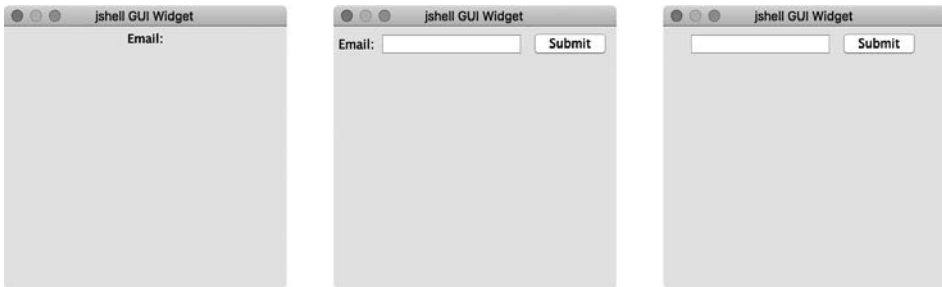 jshell GUI Widget
Email:
jshell GUI Widget
Email: Submit
jshell GUI Widget
Submit